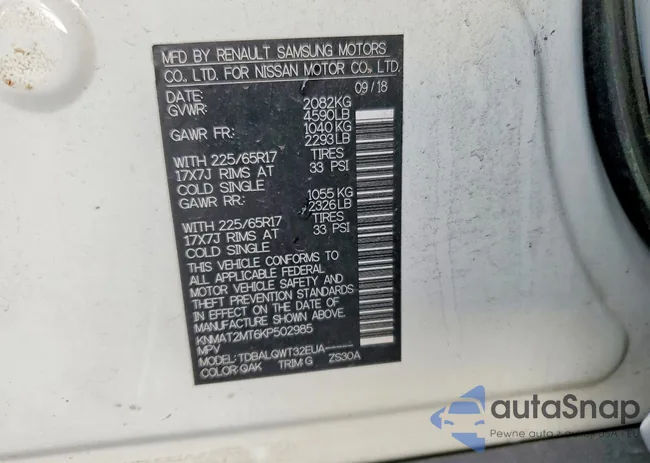 MFD BY RENAULT SAMSUNG MOTORS
CO., LTD. FOR NISSAN MOTOR CO., LTD.
DATE: 09/18
GVWR: 2082KG
4590LB
GAWR FR: 1040 KG
2293 LB
WITH 225/65R17 TIRES
17X7J RIMS AT 33 PSI
COLD SINGLE
GAWR RR: 1055 KG
2326 LB
WITH 225/65R17 TIRES
17X7J RIMS AT 33 PSI
COLD SINGLE
THIS VEHICLE CONFORMS TO
ALL APPLICABLE FEDERAL
MOTOR VEHICLE SAFETY AND
THEFT PREVENTION STANDARDS
IN EFFECT ON THE DATE OF
MANUFACTURE SHOWN ABOVE.
KNMAT2MT6KP502985
MPV
MODEL: TDBALQWT32EUA-----
COLOR: QAK TRIM: G ZS30A
autoSnap
Pewne auto z USA i EU